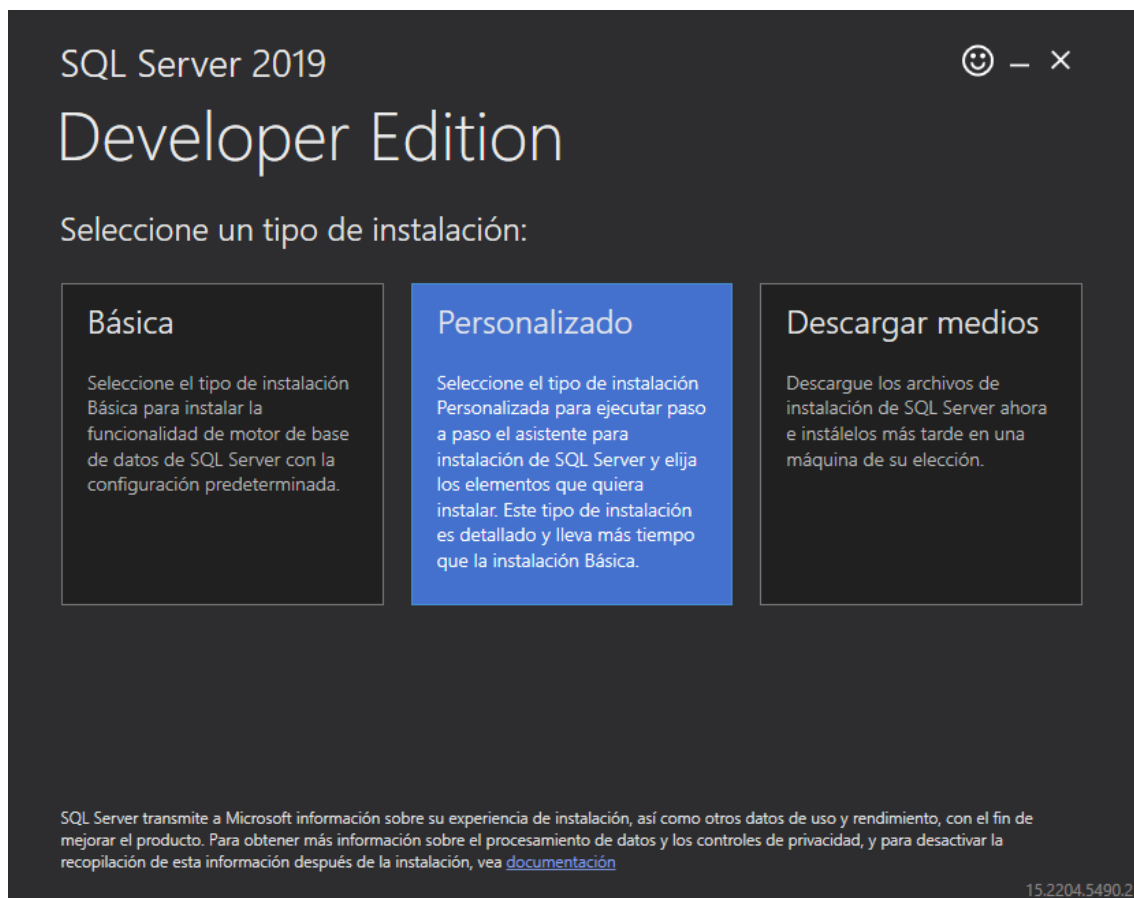 SQL Server 2019
Developer Edition
Seleccione un tipo de instalación:
Básica
Seleccione el tipo de instalación
Básica para instalar la
funcionalidad de motor de base
de datos de SQL Server con la
configuración predeterminada.
Personalizado
Seleccione el tipo de instalación
Personalizada para ejecutar paso
a paso el asistente para
instalación de SQL Server y elija
los elementos que quiera
instalar. Este tipo de instalación
es detallado y lleva más tiempo
que la instalación Básica.
Descargar medios
Descargue los archivos de
instalación de SQL Server ahora
e instálelos más tarde en una
máquina de su elección.
SQL Server transmite a Microsoft información sobre su experiencia de instalación, así como otros datos de uso y rendimiento, con el fin de
mejorar el producto. Para obtener más información sobre el procesamiento de datos y los controles de privacidad, y para desactivar la
recopilación de esta información después de la instalación, vea documentación
15.2204.5490.2